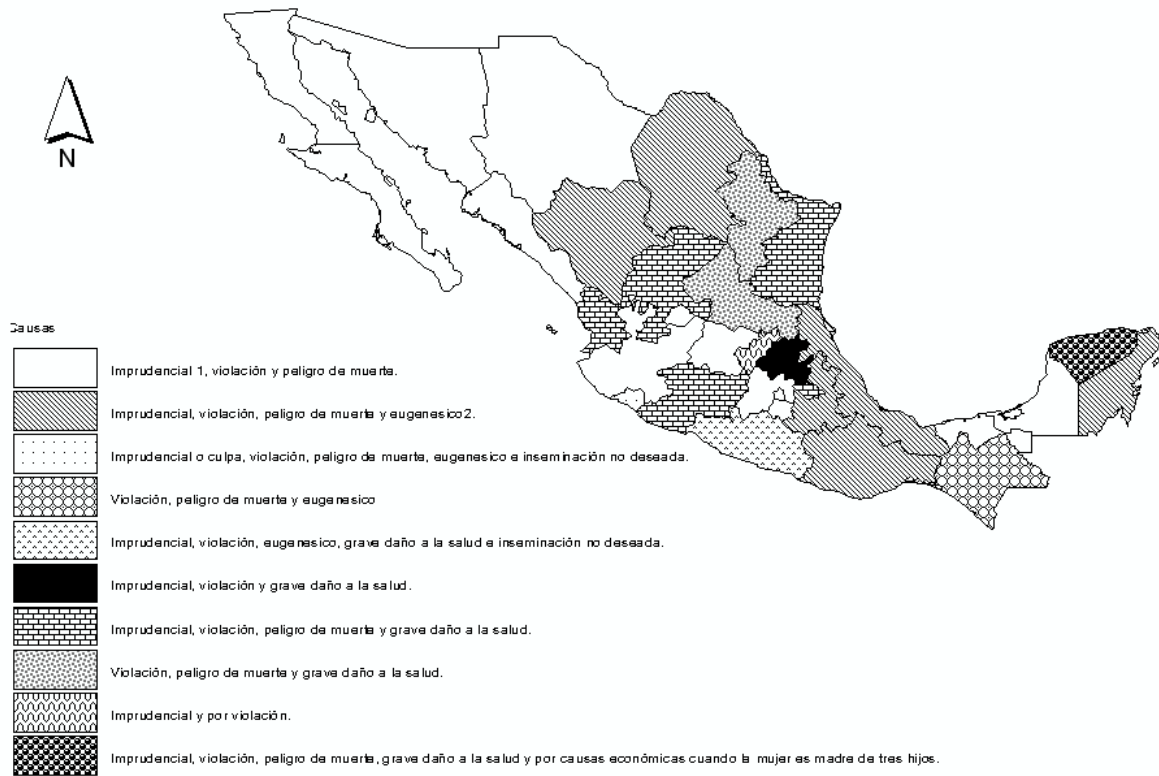 N
Causas
Imprudencial 1, violación y peligro de muerte.
Imprudencial, violación, peligro de muerte y eugenesico2.
Imprudencial o culpa, violación, peligro de muerte, eugenesico e inseminación no deseada.
Violación, peligro de muerte y eugenesico
Imprudencial, violación, eugenesico, grave daño a la salud e inseminación no deseada.
Imprudencial, violación y grave daño a la salud.
Imprudencial, violación, peligro de muerte y grave daño a la salud.
Violación, peligro de muerte y grave daño a la salud.
Imprudencial y por violación.
Imprudencial, violación, peligro de muerte, grave daño a la salud y por causas económicas cuando la mujer es madre de tres hijos.